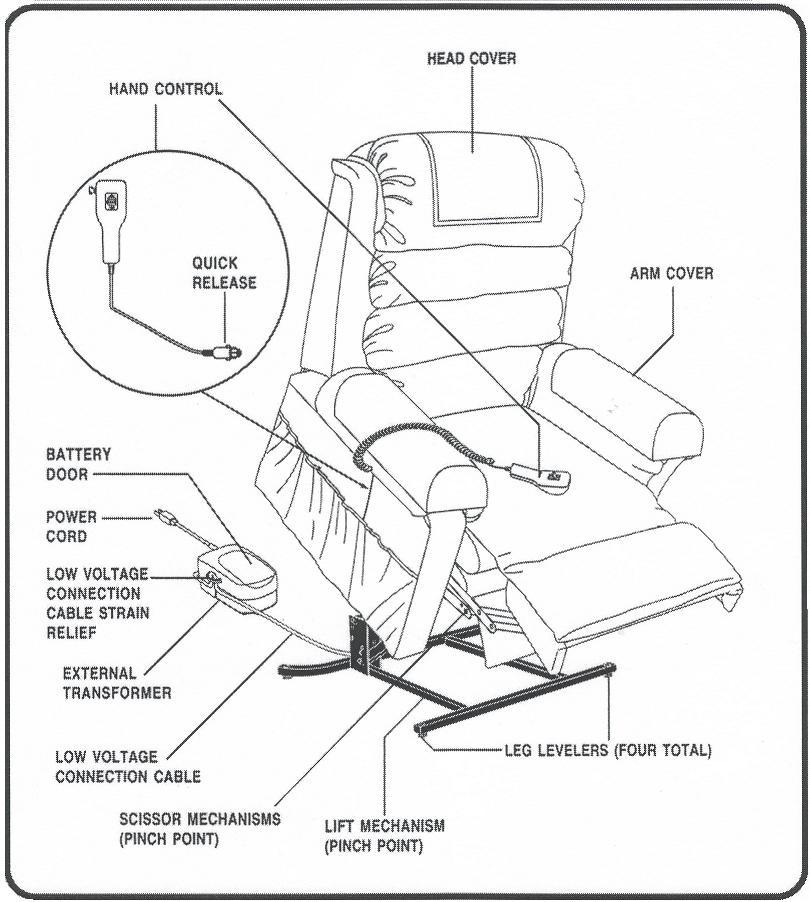 HEAD COVER
HAND CONTROL
QUICK
RELEASE
ARM COVER
BATTERY
DOOR
POWER
CORD
LOW VOLTAGE
CONNECTION
CABLE STRAIN
RELIEF
EXTERNAL
TRANSFORMER
LEG LEVELERS (FOUR TOTAL)
LOW VOLTAGE
CONNECTION CABLE
SCISSOR MECHANISMS
(PINCH POINT)
LIFT MECHANISM
(PINCH POINT)